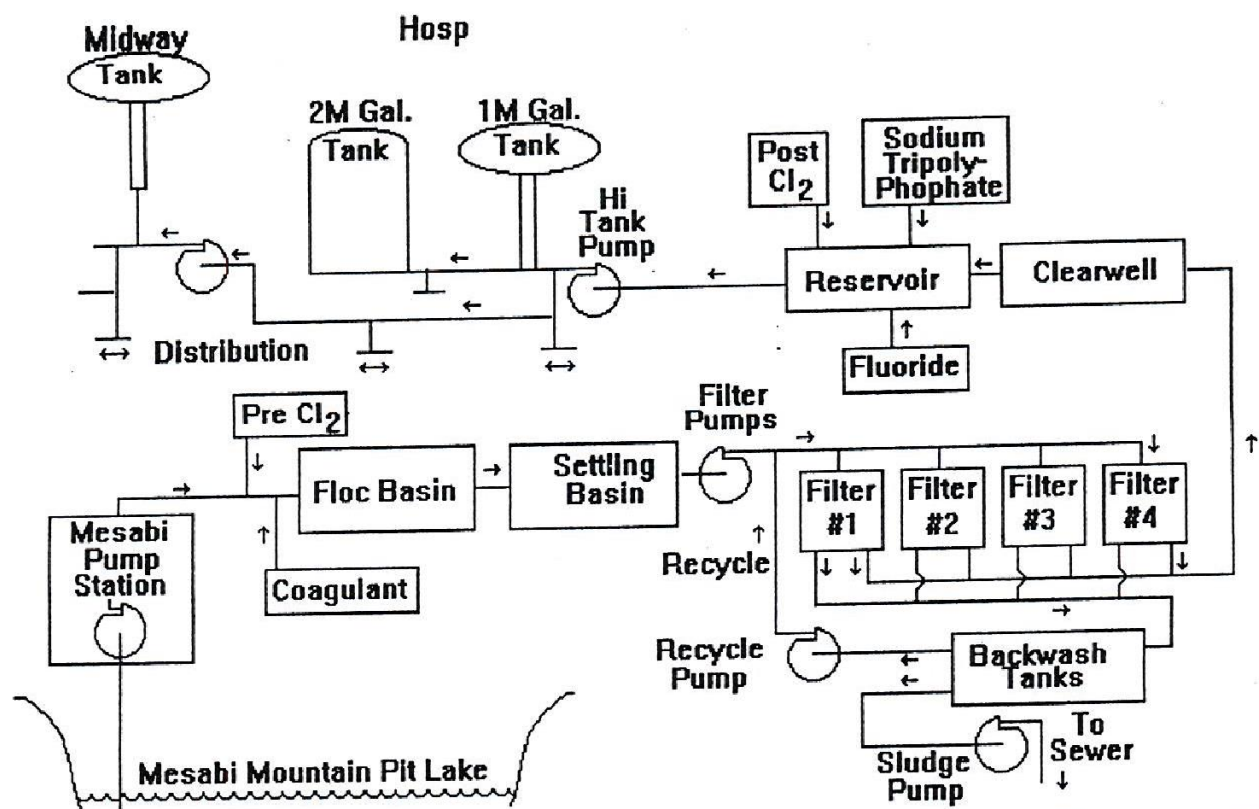 Midway
Tank
Hosp
2M Gal.
Tank
1M Gal.
Tank
Hi
Tank
Pump
Post
Cl2
Sodium
Tripoly-
Phophate
Reservoir
Clearwell
Fluoride
Distribution
Pre Cl2
Floc Basin
Settling
Basin
Filter
Pumps
Filter
#1
Filter
#2
Filter
#3
Filter
#4
Mesabi
Pump
Station
Coagulant
Recycle
Recycle
Pump
Backwash
Tanks
Sludge
Pump
To
Sewer
Mesabi Mountain Pit Lake